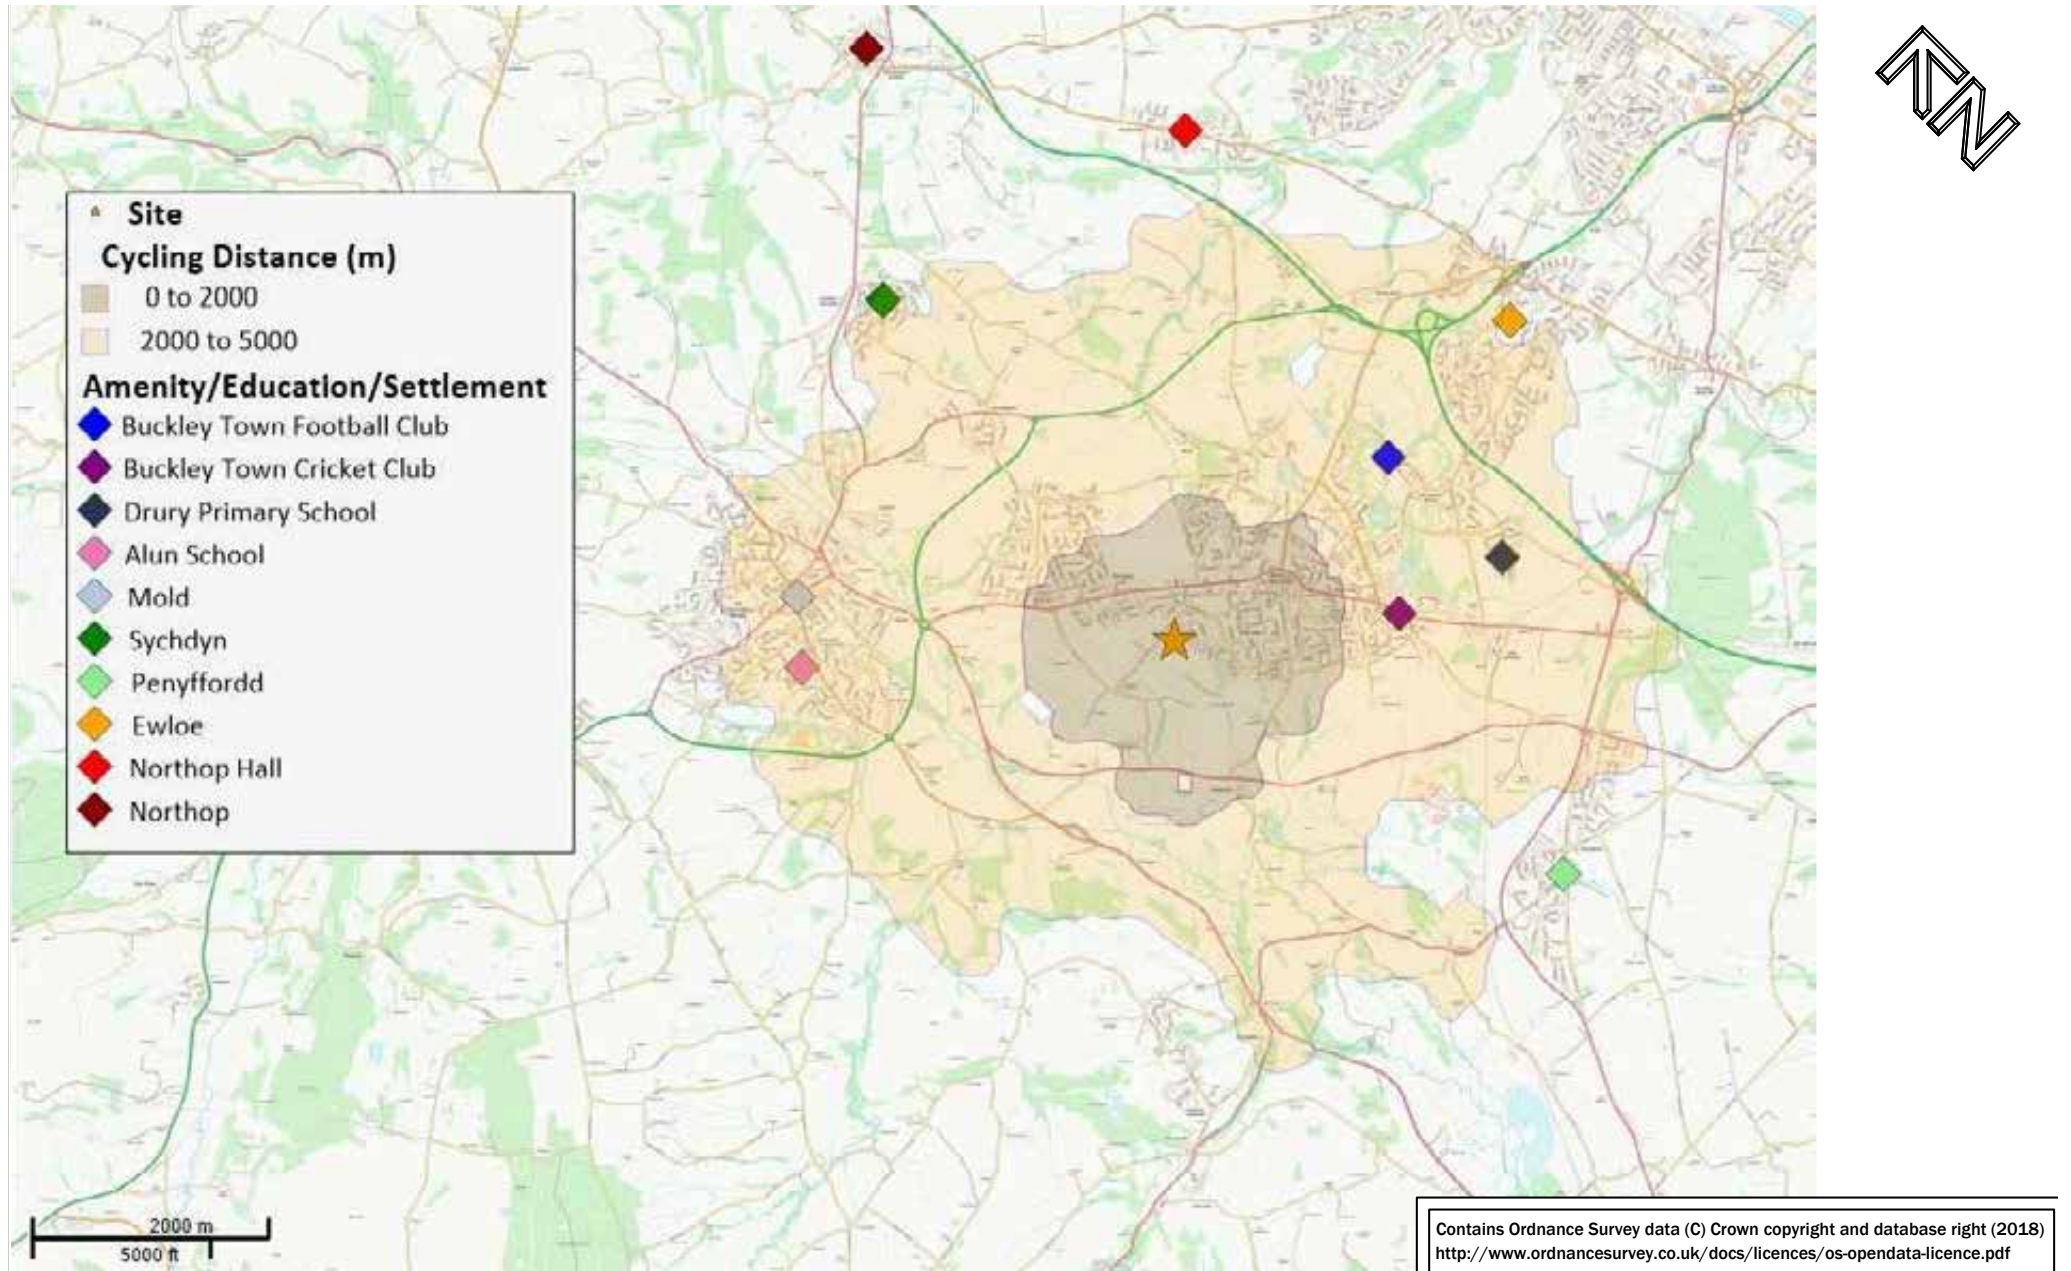 N
Site
Cycling Distance (m)
0 to 2000
2000 to 5000
Amenity/Education/Settlement
Buckley Town Football Club
Buckley Town Cricket Club
Drury Primary School
Alun School
Mold
Sychdyn
Penyffordd
Ewloe
Northop Hall
Northop
2000 m
5000 ft
Contains Ordnance Survey data (C) Crown copyright and database right (2018)
http://www.ordnancesurvey.co.uk/docs/licences/os-opendata-licence.pdf